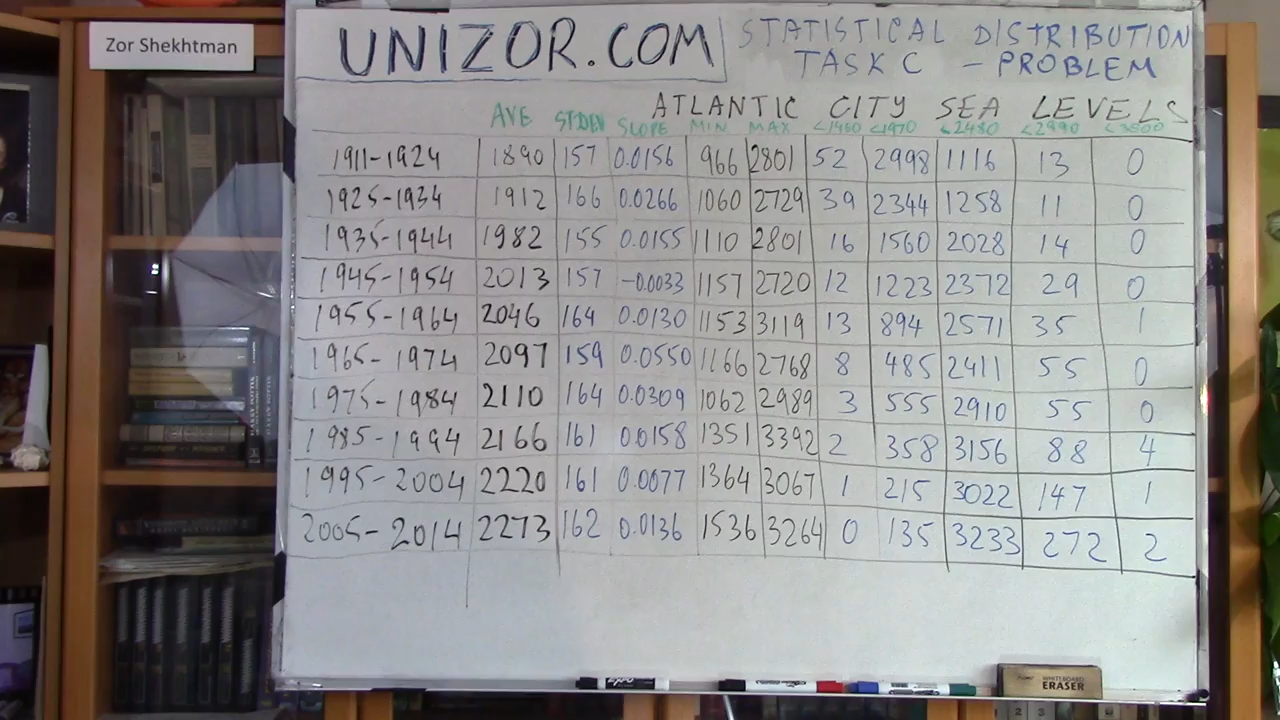 Zor Shekhtman
UNIZOR.COM
STATISTICAL DISTRIBUTION
TASK C - PROBLEM
ATLANTIC CITY SEA LEVELS
AVE STDEV SLOPE MIN MAX <1460 <1970 <2480 <2990 <3500
1911-1924 1890 157 0.0156 966 2801 52 2998 1116 13 0
1925-1934 1912 166 0.0266 1060 2729 39 2344 1258 11 0
1935-1944 1982 155 0.0155 1110 2801 16 1560 2028 14 0
1945-1954 2013 157 -0.0033 1157 2720 12 1223 2372 29 0
1955-1964 2046 164 0.0130 1153 3119 13 894 2571 35 1
1965-1974 2097 159 0.0550 1166 2768 8 485 2411 55 0
1975-1984 2110 164 0.0309 1062 2989 3 555 2910 55 0
1985-1994 2166 161 0.0158 1351 3392 2 358 3156 88 4
1995-2004 2220 161 0.0077 1364 3067 1 215 3022 147 1
2005-2014 2273 162 0.0136 1536 3264 0 135 3233 272 2
EXPO
WHITEBOARD
ERASER